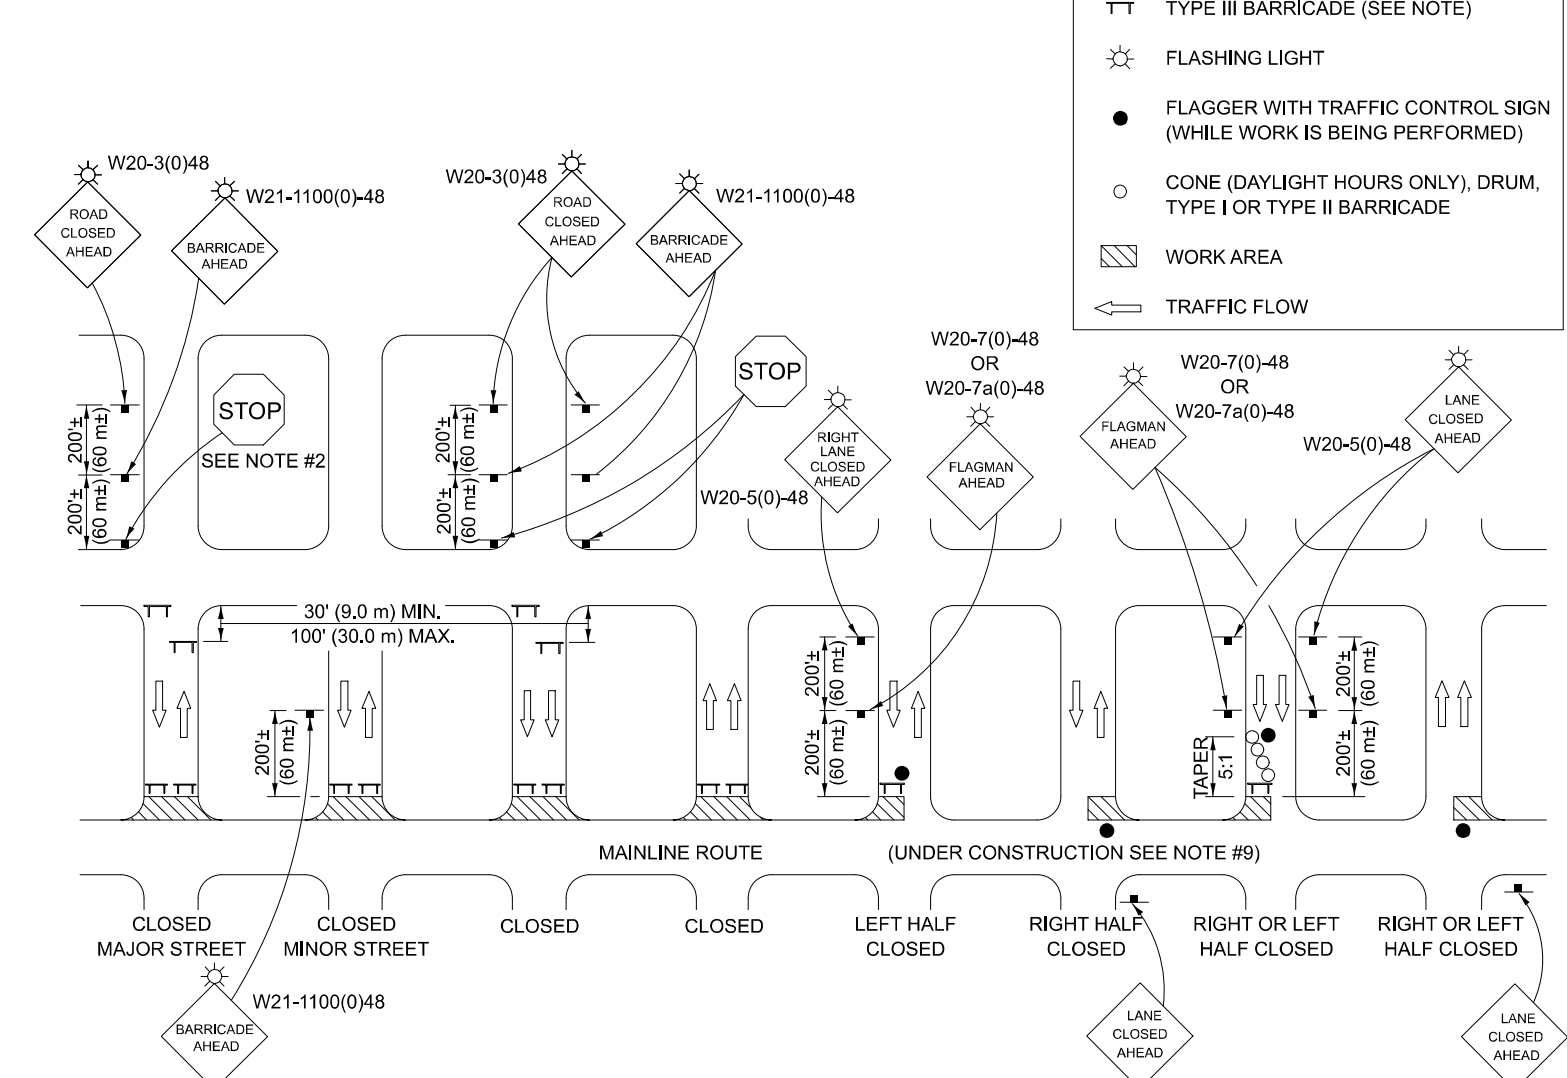 TYPE III BARRICADE (SEE NOTE)
FLASHING LIGHT
FLAGGER WITH TRAFFIC CONTROL SIGN
(WHILE WORK IS BEING PERFORMED)
CONE (DAYLIGHT HOURS ONLY), DRUM,
TYPE I OR TYPE II BARRICADE
WORK AREA
TRAFFIC FLOW
W20-3(0)48
ROAD
CLOSED
AHEAD
W21-1100(0)-48
BARRICADE
AHEAD
W20-3(0)48
ROAD
CLOSED
AHEAD
W21-1100(0)-48
BARRICADE
AHEAD
STOP
SEE NOTE #2
STOP
200'±
(60 m±)
200'±
(60 m±)
200'±
(60 m±)
200'±
(60 m±)
RIGHT
LANE
CLOSED
AHEAD
W20-5(0)-48
W20-7(0)-48
OR
W20-7a(0)-48
FLAGMAN
AHEAD
W20-7(0)-48
OR
W20-7a(0)-48
FLAGMAN
AHEAD
W20-5(0)-48
LANE
CLOSED
AHEAD
30' (9.0 m) MIN.
100' (30.0 m) MAX.
200'±
(60 m±)
200'±
(60 m±)
200'±
(60 m±)
TAPER
5:1
200'±
(60 m±)
200'±
(60 m±)
MAINLINE ROUTE
(UNDER CONSTRUCTION SEE NOTE #9)
CLOSED
MAJOR STREET
CLOSED
MINOR STREET
CLOSED
CLOSED
LEFT HALF
CLOSED
RIGHT HALF
CLOSED
RIGHT OR LEFT
HALF CLOSED
RIGHT OR LEFT
HALF CLOSED
W21-1100(0)48
BARRICADE
AHEAD
LANE
CLOSED
AHEAD
LANE
CLOSED
AHEAD